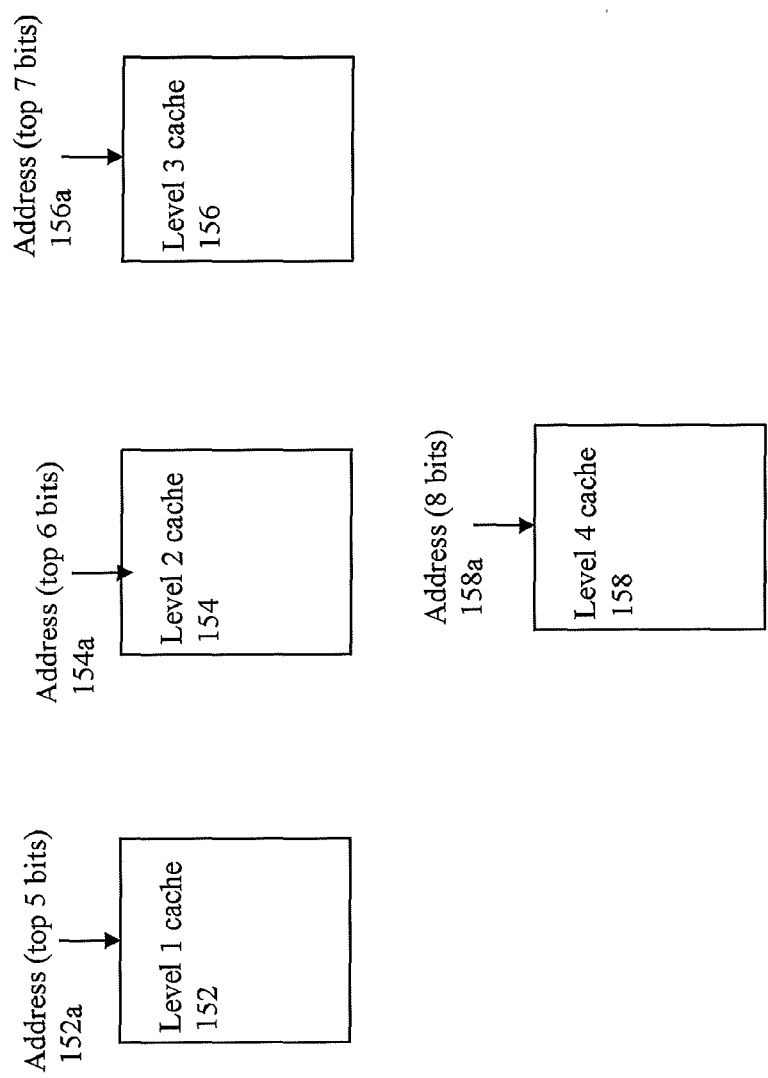 Address (top 5 bits)
152a
Level 1 cache
152
Address (top 6 bits)
154a
Level 2 cache
154
Address (top 7 bits)
156a
Level 3 cache
156
Address (8 bits)
158a
Level 4 cache
158